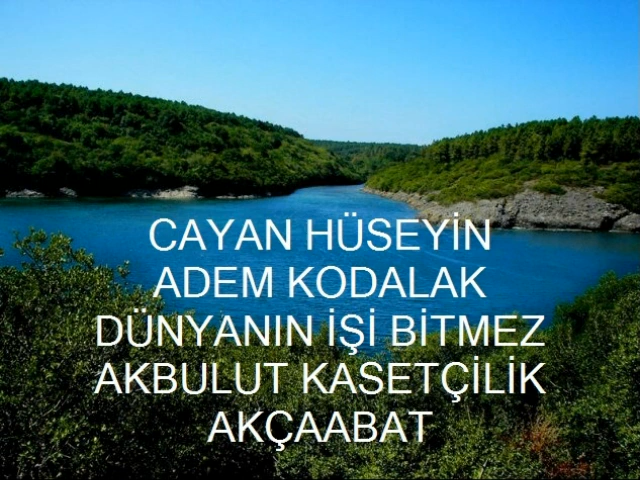 CAYAN HÜSEYİN
ADEM KODALAK
DÜNYANIN İŞİ BİTMEZ
AKBULUT KASETÇİLİK
AKÇAABAT